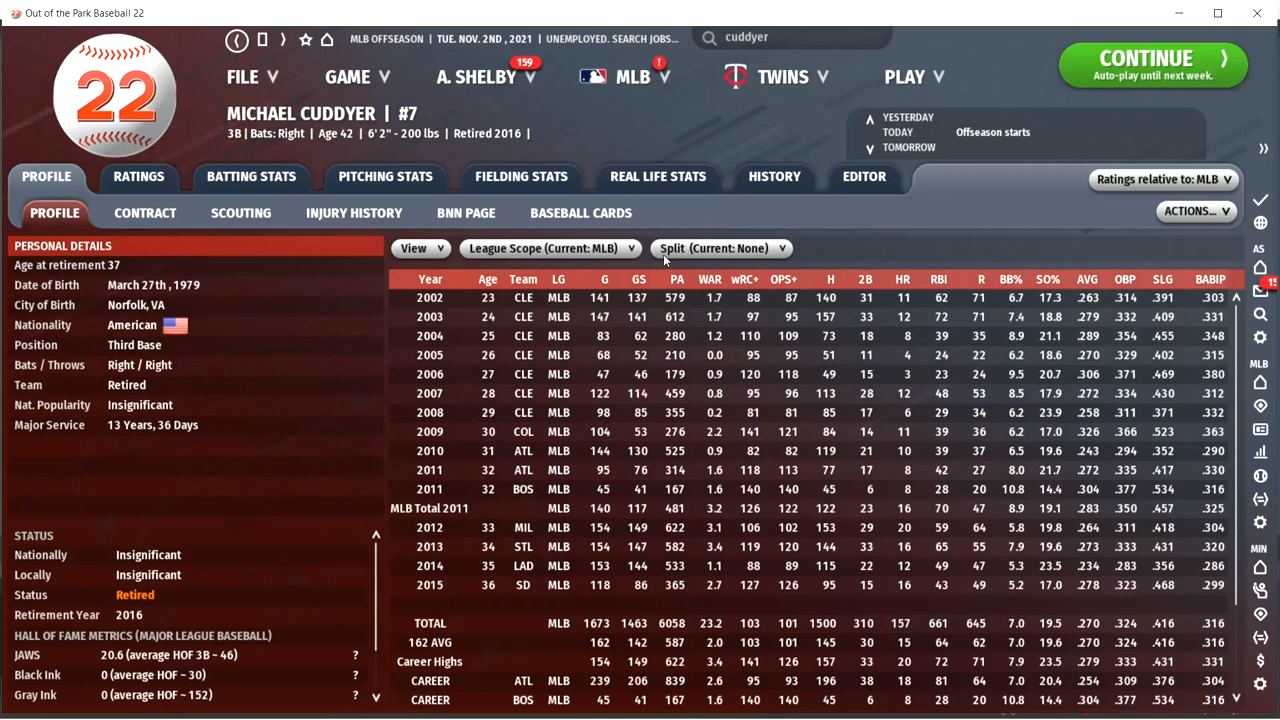 Out of the Park Baseball 22
22
MLB OFFSEASON | TUE. NOV. 2ND , 2021 | UNEMPLOYED. SEARCH JOBS...
cuddyer
FILE GAME A. SHELBY 159 MLB ! TWINS PLAY
CONTINUE
Auto-play until next week.
MICHAEL CUDDYER | #7
3B | Bats: Right | Age 42 | 6'2" - 200 lbs | Retired 2016 |
YESTERDAY
TODAY Offseason starts
TOMORROW
PROFILE RATINGS BATTING STATS PITCHING STATS FIELDING STATS REAL LIFE STATS HISTORY EDITOR Ratings relative to: MLB
PROFILE CONTRACT SCOUTING INJURY HISTORY BNN PAGE BASEBALL CARDS ACTIONS...
PERSONAL DETAILS
Age at retirement 37
Date of Birth March 27th , 1979
City of Birth Norfolk, VA
Nationality American
Position Third Base
Bats / Throws Right / Right
Team Retired
Nat. Popularity Insignificant
Major Service 13 Years, 36 Days
STATUS
Nationally Insignificant
Locally Insignificant
Status Retired
Retirement Year 2016
HALL OF FAME METRICS (MAJOR LEAGUE BASEBALL)
JAWS 20.6 (average HOF 3B ~ 46) ?
Black Ink 0 (average HOF ~ 30) ?
Gray Ink 0 (average HOF ~ 152) ?
View League Scope (Current: MLB) Split (Current: None)
Year Age Team LG G GS PA WAR wRC+ OPS+ H 2B HR RBI R BB% SO% AVG OBP SLG BABIP
2002 23 CLE MLB 141 137 579 1.7 88 87 140 31 11 62 71 6.7 17.3 .263 .314 .391 .303
2003 24 CLE MLB 147 141 612 1.7 97 95 157 33 12 72 71 7.4 18.8 .279 .332 .409 .331
2004 25 CLE MLB 83 62 280 1.2 110 109 73 18 8 39 35 8.9 21.1 .289 .354 .455 .348
2005 26 CLE MLB 68 52 210 0.0 95 95 51 11 4 24 22 6.2 18.6 .270 .329 .402 .315
2006 27 CLE MLB 47 46 179 0.9 120 118 49 15 3 23 24 9.5 20.7 .306 .371 .469 .380
2007 28 CLE MLB 122 114 459 0.8 95 96 113 28 12 48 53 8.5 17.9 .272 .334 .430 .312
2008 29 CLE MLB 98 85 355 0.2 81 81 85 17 6 29 34 6.2 23.9 .258 .311 .371 .332
2009 30 COL MLB 104 53 276 2.2 141 121 84 14 11 39 36 6.2 17.0 .326 .366 .523 .363
2010 31 ATL MLB 144 130 525 0.9 82 82 119 21 10 39 37 6.5 19.6 .243 .294 .352 .290
2011 32 ATL MLB 95 76 314 1.6 118 113 77 17 8 42 27 8.0 21.7 .272 .335 .417 .330
2011 32 BOS MLB 45 41 167 1.6 140 140 45 6 8 28 20 10.8 14.4 .304 .377 .534 .316
MLB Total 2011 140 117 481 3.2 126 122 122 23 16 70 47 8.9 19.1 .283 .350 .457 .325
2012 33 MIL MLB 154 149 622 3.1 106 102 153 29 20 59 64 5.8 19.8 .264 .311 .418 .304
2013 34 STL MLB 154 147 582 3.4 119 120 144 33 16 65 55 7.9 19.6 .273 .333 .431 .320
2014 35 LAD MLB 153 144 533 1.1 88 89 115 22 12 49 47 5.3 23.5 .234 .283 .356 .286
2015 36 SD MLB 118 86 365 2.7 127 126 95 15 16 43 49 5.2 17.0 .278 .323 .468 .299
TOTAL MLB 1673 1463 6058 23.2 103 101 1500 310 157 661 645 7.0 19.5 .270 .324 .416 .316
162 AVG 162 142 587 2.0 103 101 145 30 15 64 62 7.0 19.6 .270 .324 .416 .316
Career Highs 154 149 622 3.4 141 126 157 33 20 72 71 7.9 23.5 .279 .333 .431 .331
CAREER ATL MLB 239 206 839 2.6 95 93 196 38 18 81 64 7.0 20.4 .254 .309 .376 .304
CAREER BOS MLB 45 41 167 1.6 140 140 45 6 8 28 20 10.8 14.4 .304 .377 .534 .316
AS
15
MLB
MIN